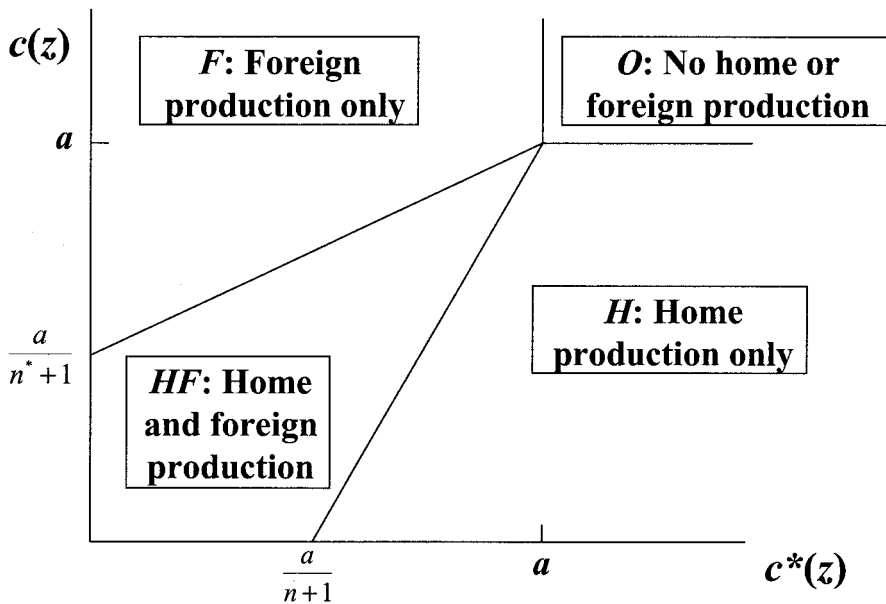 c(z)
F: Foreign
production only
O: No home or
foreign production
a
H: Home
production only
a
n* +1
HF: Home
and foreign
production
a
n+1
a
c*(z)